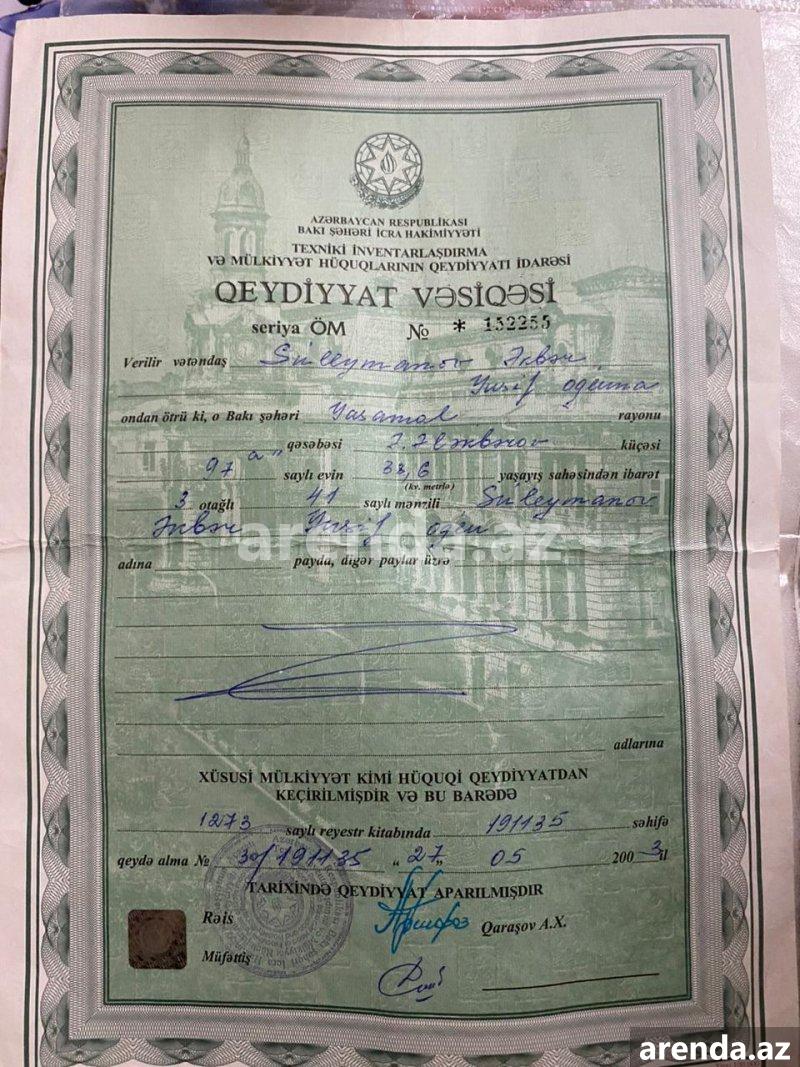 AZƏRBAYCAN RESPUBLİKASI
BAKI ŞƏHƏRİ İCRA HAKİMİYYƏTİ
TEXNİKİ İNVENTARLAŞDIRMA
VƏ MÜLKİYYƏT HÜQUQLARININ QEYDİYYATI İDARƏSİ
QEYDİYYAT VƏSİQƏSİ
seriya ÖM № * 152255
Verilir vətəndaş Süleymanov Əkbər
Yusif oğluna
ondan ötrü ki, o Bakı şəhəri Yasamal rayonu
qəsəbəsiküçəsi
97 "a" saylı evin 38,6 yaşayış sahəsindən ibarət
(kv. metrlə)
3 otağlı 41 saylı mənzili Süleymanov
Əkbər Yusif oğlu
arenda.az
adına payda, digər paylar üzrə
adlarına
XÜSUSİ MÜLKİYYƏT KİMİ HÜQUQİ QEYDİYYATDAN
KEÇİRİLMİŞDİR VƏ BU BARƏDƏ
1273 saylı reyestr kitabında 191135 səhifə
qeydə alma № 30/191135 "27" 05 2003 il
TARİXİNDƏ QEYDİYYAT APARILMIŞDIR
Rəis Qaraşov A.X.
Müfəttiş
arenda.az